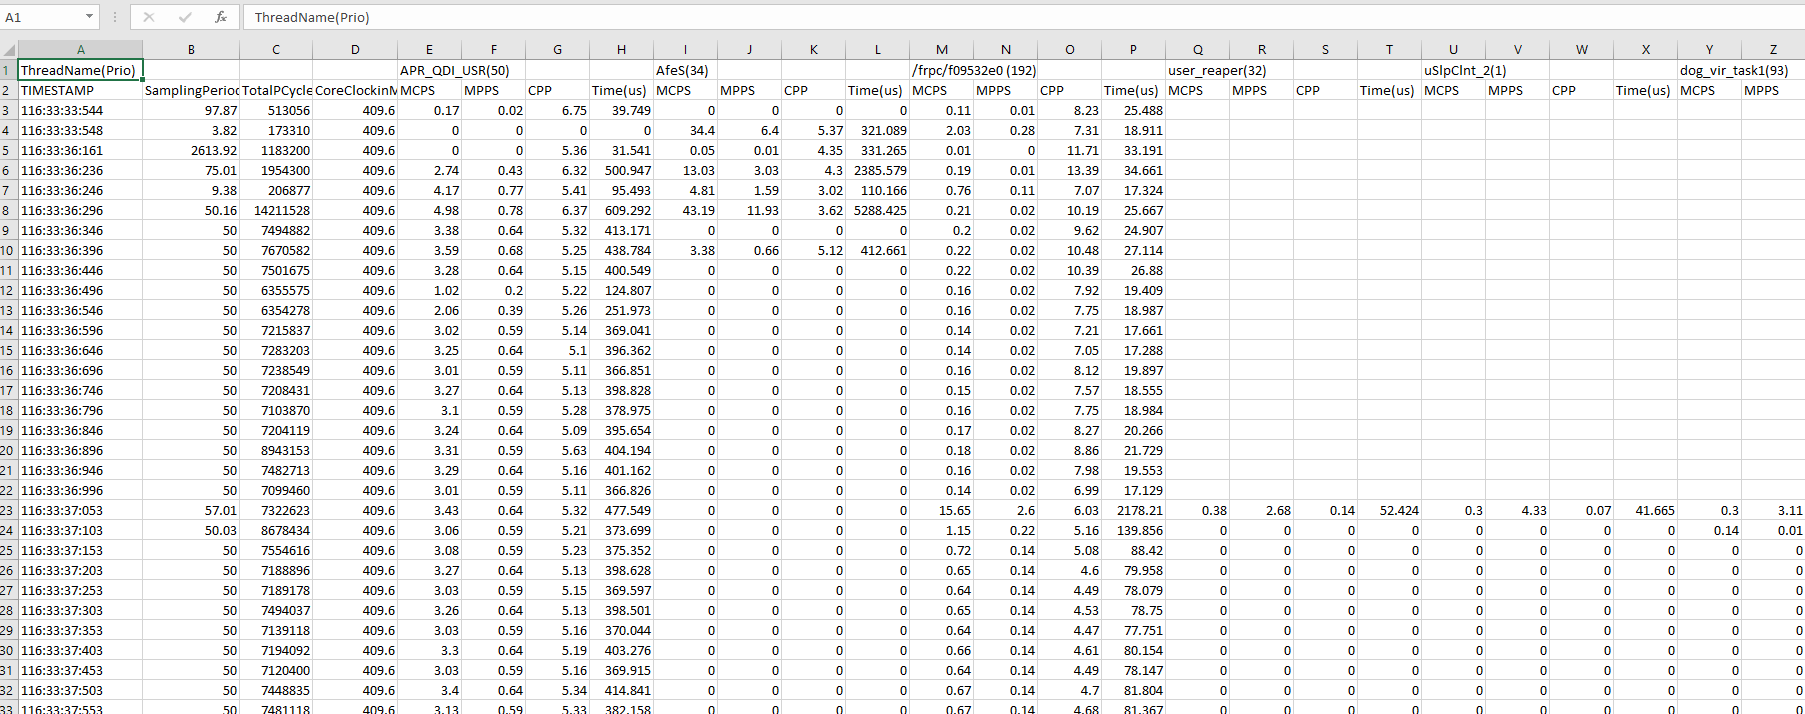 A1 fx ThreadName(Prio)
A B C D E F G H I J K L M N O P Q R S T U V W X Y Z
1 ThreadName(Prio) APR_QDI_USR(50) AfeS(34) /frpc/f09532e0 (192) user_reaper(32) uSlpClnt_2(1) dog_vir_task1(93)
2 TIMESTAMP SamplingPeriod TotalPCycle CoreClockinM MCPS MPPS CPP Time(us) MCPS MPPS CPP Time(us) MCPS MPPS CPP Time(us) MCPS MPPS CPP Time(us) MCPS MPPS CPP Time(us) MCPS MPPS
3 116:33:33:544 97.87 513056 409.6 0.17 0.02 6.75 39.749 0 0 0 0 0.11 0.01 8.23 25.488
4 116:33:33:548 3.82 173310 409.6 0 0 0 0 34.4 6.4 5.37 321.089 2.03 0.28 7.31 18.911
5 116:33:36:161 2613.92 1183200 409.6 0 0 5.36 31.541 0.05 0.01 4.35 331.265 0.01 0 11.71 33.191
6 116:33:36:236 75.01 1954300 409.6 2.74 0.43 6.32 500.947 13.03 3.03 4.3 2385.579 0.19 0.01 13.39 34.661
7 116:33:36:246 9.38 206877 409.6 4.17 0.77 5.41 95.493 4.81 1.59 3.02 110.166 0.76 0.11 7.07 17.324
8 116:33:36:296 50.16 14211528 409.6 4.98 0.78 6.37 609.292 43.19 11.93 3.62 5288.425 0.21 0.02 10.19 25.667
9 116:33:36:346 50 7494882 409.6 3.38 0.64 5.32 413.171 0 0 0 0 0.2 0.02 9.62 24.907
10 116:33:36:396 50 7670582 409.6 3.59 0.68 5.25 438.784 3.38 0.66 5.12 412.661 0.22 0.02 10.48 27.114
11 116:33:36:446 50 7501675 409.6 3.28 0.64 5.15 400.549 0 0 0 0 0.22 0.02 10.39 26.88
12 116:33:36:496 50 6355575 409.6 1.02 0.2 5.22 124.807 0 0 0 0 0.16 0.02 7.92 19.409
13 116:33:36:546 50 6354278 409.6 2.06 0.39 5.26 251.973 0 0 0 0 0.16 0.02 7.75 18.987
14 116:33:36:596 50 7215837 409.6 3.02 0.59 5.14 369.041 0 0 0 0 0.14 0.02 7.21 17.661
15 116:33:36:646 50 7283203 409.6 3.25 0.64 5.1 396.362 0 0 0 0 0.14 0.02 7.05 17.288
16 116:33:36:696 50 7238549 409.6 3.01 0.59 5.11 366.851 0 0 0 0 0.16 0.02 8.12 19.897
17 116:33:36:746 50 7208431 409.6 3.27 0.64 5.13 398.828 0 0 0 0 0.15 0.02 7.57 18.555
18 116:33:36:796 50 7103870 409.6 3.1 0.59 5.28 378.975 0 0 0 0 0.16 0.02 7.75 18.984
19 116:33:36:846 50 7204119 409.6 3.24 0.64 5.09 395.654 0 0 0 0 0.17 0.02 8.27 20.266
20 116:33:36:896 50 8943153 409.6 3.31 0.59 5.63 404.194 0 0 0 0 0.18 0.02 8.86 21.729
21 116:33:36:946 50 7482713 409.6 3.29 0.64 5.16 401.162 0 0 0 0 0.16 0.02 7.98 19.553
22 116:33:36:996 50 7099460 409.6 3.01 0.59 5.11 366.826 0 0 0 0 0.14 0.02 6.99 17.129
23 116:33:37:053 57.01 7322623 409.6 3.43 0.64 5.32 477.549 0 0 0 0 15.65 2.6 6.03 2178.21 0.38 2.68 0.14 52.424 0.3 4.33 0.07 41.665 0.3 3.11
24 116:33:37:103 50.03 8678434 409.6 3.06 0.59 5.21 373.699 0 0 0 0 1.15 0.22 5.16 139.856 0 0 0 0 0 0 0 0 0.14 0.01
25 116:33:37:153 50 7554616 409.6 3.08 0.59 5.23 375.352 0 0 0 0 0.72 0.14 5.08 88.42 0 0 0 0 0 0 0 0 0 0
26 116:33:37:203 50 7188896 409.6 3.27 0.64 5.13 398.628 0 0 0 0 0.65 0.14 4.6 79.958 0 0 0 0 0 0 0 0 0 0
27 116:33:37:253 50 7189178 409.6 3.03 0.59 5.15 369.597 0 0 0 0 0.64 0.14 4.49 78.079 0 0 0 0 0 0 0 0 0 0
28 116:33:37:303 50 7494037 409.6 3.26 0.64 5.13 398.501 0 0 0 0 0.65 0.14 4.53 78.75 0 0 0 0 0 0 0 0 0 0
29 116:33:37:353 50 7139118 409.6 3.03 0.59 5.16 370.044 0 0 0 0 0.64 0.14 4.47 77.751 0 0 0 0 0 0 0 0 0 0
30 116:33:37:403 50 7194092 409.6 3.3 0.64 5.19 403.276 0 0 0 0 0.66 0.14 4.61 80.154 0 0 0 0 0 0 0 0 0 0
31 116:33:37:453 50 7120400 409.6 3.03 0.59 5.16 369.915 0 0 0 0 0.64 0.14 4.49 78.147 0 0 0 0 0 0 0 0 0 0
32 116:33:37:503 50 7448835 409.6 3.4 0.64 5.34 414.841 0 0 0 0 0.67 0.14 4.7 81.804 0 0 0 0 0 0 0 0 0 0
33 116:33:37:553 50 7481118 409.6 3.13 0.59 5.33 382.158 0 0 0 0 0.67 0.14 4.68 81.367 0 0 0 0 0 0 0 0 0 0